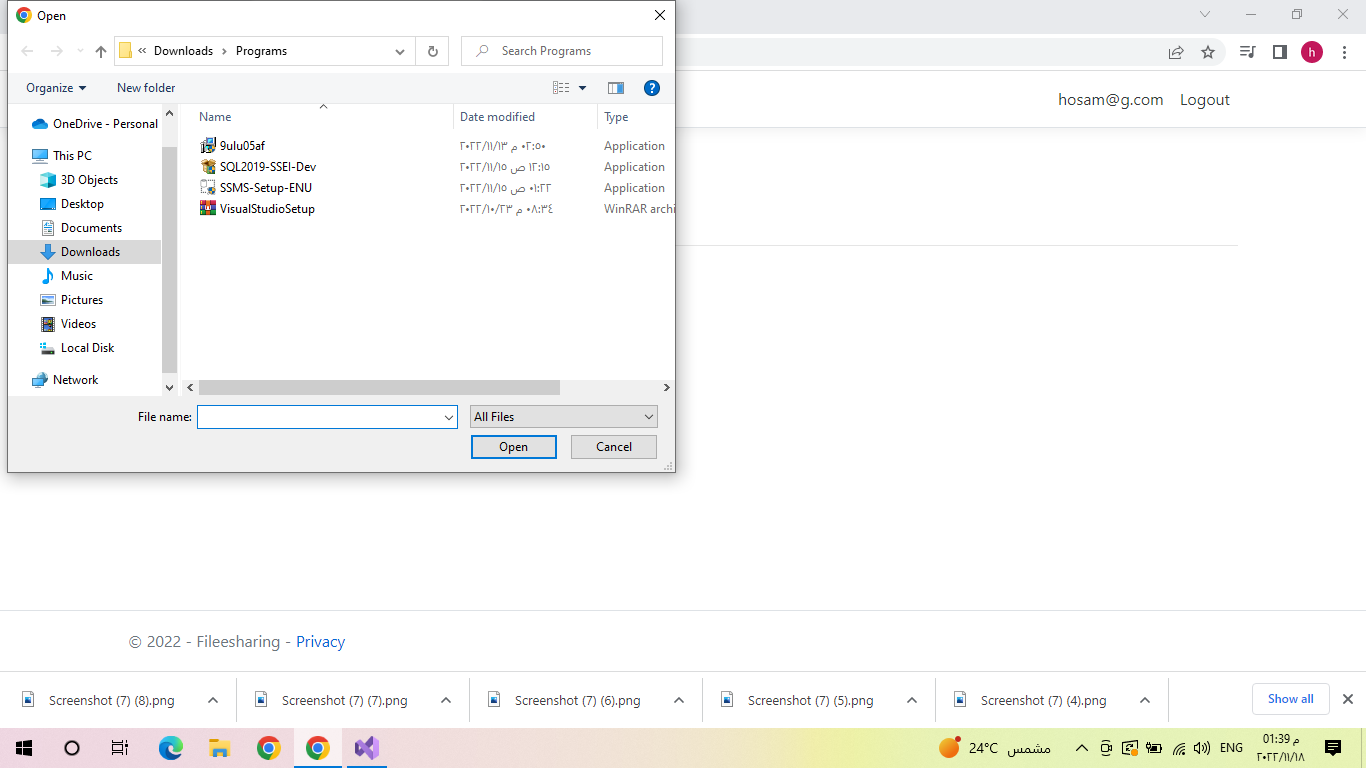 Open
Downloads
Programs
Search Programs
Organize
New folder
hosam@g.com
Logout
Name
Date modified
Type
OneDrive - Personal
This PC
3D Objects
Desktop
Documents
Downloads
Music
Pictures
Videos
Local Disk
Network
9ulu05af
٢٠٢٢/١١/١٣ ٠٢:٥٠ م
Application
SQL2019-SSEI-Dev
٢٠٢٢/١١/١٥ ١٢:١٥ ص
Application
SSMS-Setup-ENU
٢٠٢٢/١١/١٥ ٠١:٢٢ ص
Application
VisualStudioSetup
٢٠٢٢/١٠/٢٣ ٠٨:٣٤ م
WinRAR archi
File name:
All Files
Open
Cancel
© 2022 - Fileesharing - Privacy
Screenshot (7) (8).png
Screenshot (7) (7).png
Screenshot (7) (6).png
Screenshot (7) (5).png
Screenshot (7) (4).png
Show all
24°C مشمس
ENG
01:39 م
٢٠٢٢/١١/١٨
h